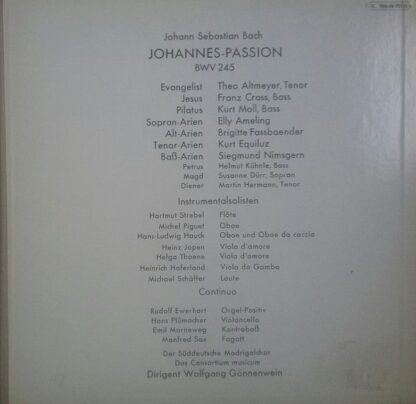 Johann Sebastian Bach
JOHANNES-PASSION
BWV 245
Evangelist Theo Altmeyer, Tenor
Jesus Franz Crass, Bass
Pilatus Kurt Moll, Bass
Sopran-Arien Elly Ameling
Alt-Arien Brigitte Fassbaender
Tenor-Arien Kurt Equiluz
Baß-Arien Siegmund Nimsgern
Petrus Helmut Kühnle, Bass
Magd Susanne Dürr, Sopran
Diener Martin Hermann, Tenor
Instrumentalsolisten
Hartmut Strebel Flöte
Michel Piguet Oboe
Hans-Ludwig Hauck Oboe und Oboe da caccia
Heinz Jopen Viola d'amore
Helga Thoene Viola d'amore
Heinrich Haferland Viola da Gamba
Michael Schäffer Laute
Continuo
Rudolf Ewerhart Orgel-Positiv
Hans Plümacher Violoncello
Emil Marneweg Kontrabaß
Manfred Sax Fagott
Der Süddeutsche Madrigalchor
Das Consortium musicum
Dirigent Wolfgang Gönnenwein